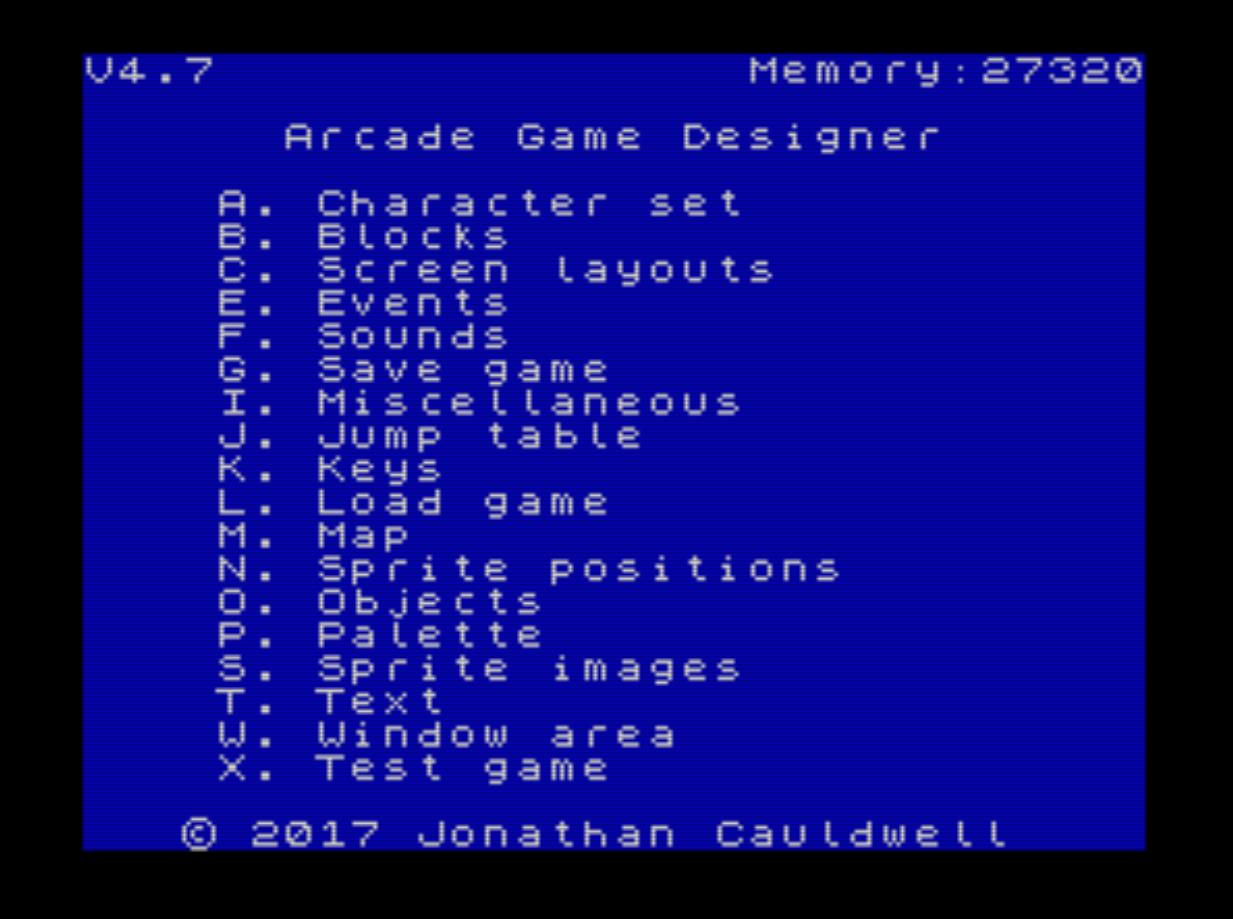 V4.7 Memory:27320
Arcade Game Designer
A. Character set
B. Blocks
C. Screen layouts
E. Events
F. Sounds
G. Save game
I. Miscellaneous
J. Jump table
K. Keys
L. Load game
M. Map
N. Sprite positions
O. Objects
P. Palette
S. Sprite images
T. Text
W. Window area
X. Test game
© 2017 Jonathan Cauldwell